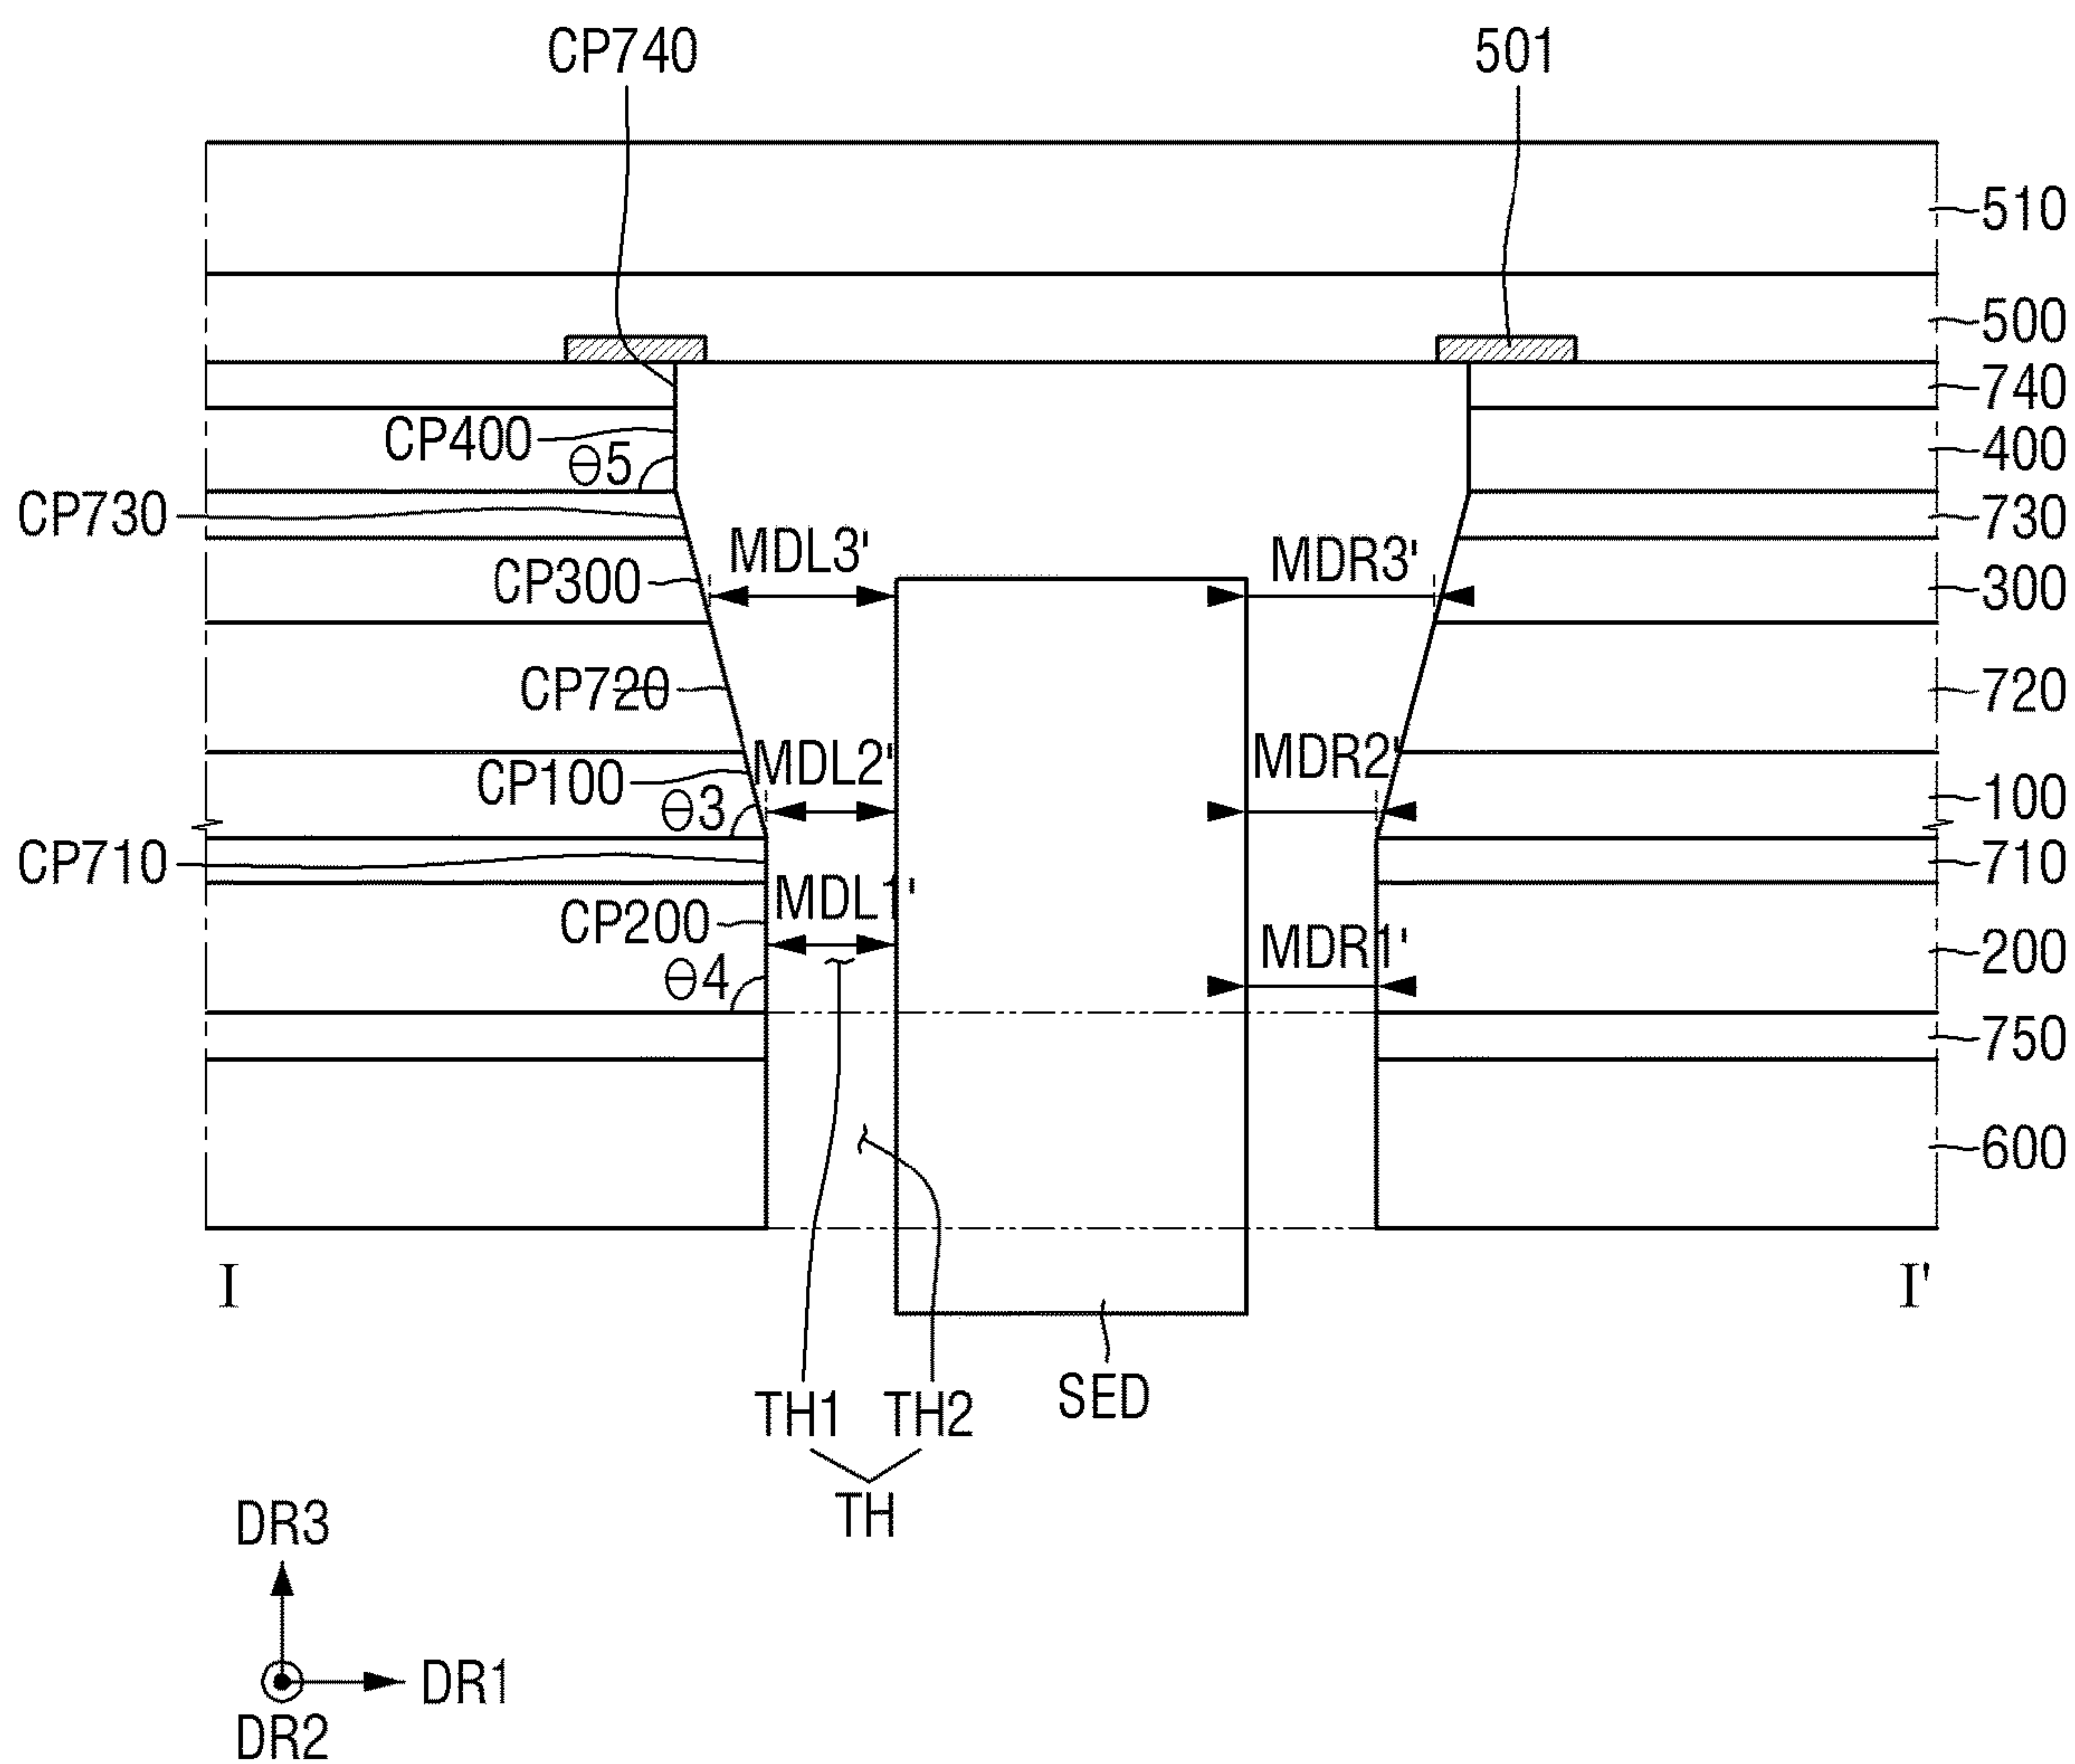 CP740
501
510
500
740
CP400
θ5
400
CP730
730
MDL3'
MDR3'
CP300
300
CP720
720
MDL2'
MDR2'
CP100
θ3
100
CP710
710
MDL1'
CP200
MDR1'
200
θ4
750
600
I
I'
SED
TH1
TH2
TH
DR3
DR1
DR2